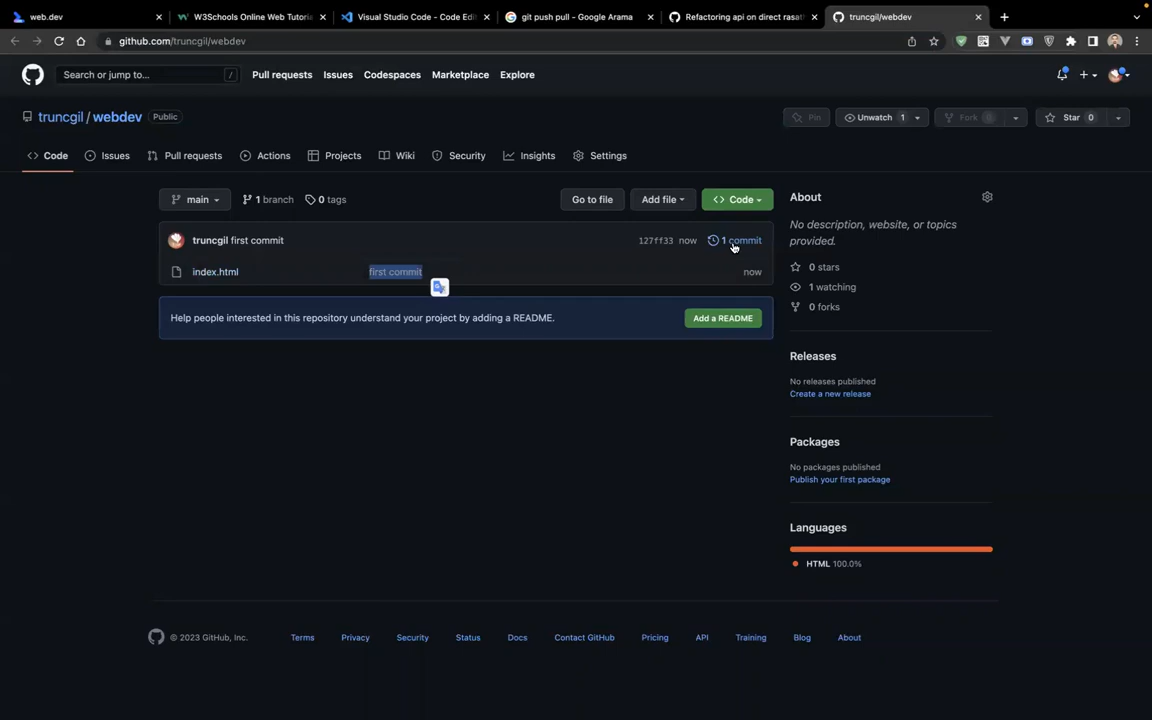 web.dev
W3Schools Online Web Tutoria
Visual Studio Code - Code Edi
git push pull - Google Arama
Refactoring api on direct rasat
truncgil/webdev
github.com/truncgil/webdev
Search or jump to...
/
Pull requests
Issues
Codespaces
Marketplace
Explore
truncgil / webdev
Public
Pin
Unwatch 1
Fork 0
Star 0
Code
Issues
Pull requests
Actions
Projects
Wiki
Security
Insights
Settings
main
1 branch
0 tags
Go to file
Add file
Code
truncgil first commit
127ff33 now
1 commit
index.html
first commit
now
Help people interested in this repository understand your project by adding a README.
Add a README
About
No description, website, or topics
provided.
0 stars
1 watching
0 forks
Releases
No releases published
Create a new release
Packages
No packages published
Publish your first package
Languages
HTML 100.0%
© 2023 GitHub, Inc.
Terms
Privacy
Security
Status
Docs
Contact GitHub
Pricing
API
Training
Blog
About